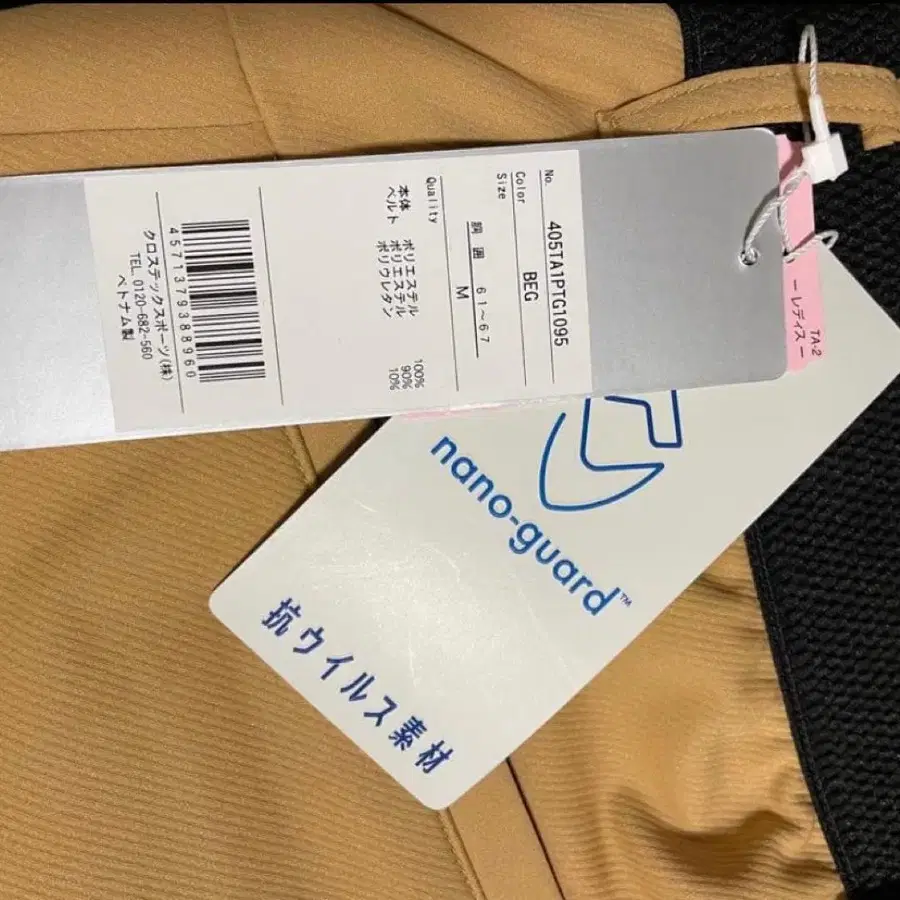 No. 405TA1PTG1095
Color BEG
Size
胴 囲 61～67
M
Quality
本体 ポリエステル 100%
ベルト ポリエステル 90%
ポリウレタン 10%
4571379388960
クロステックスポーツ(株)
TEL 0120-682-560
ベトナム製
TA-2
ーレディスー
nano-guard™
抗ウイルス素材